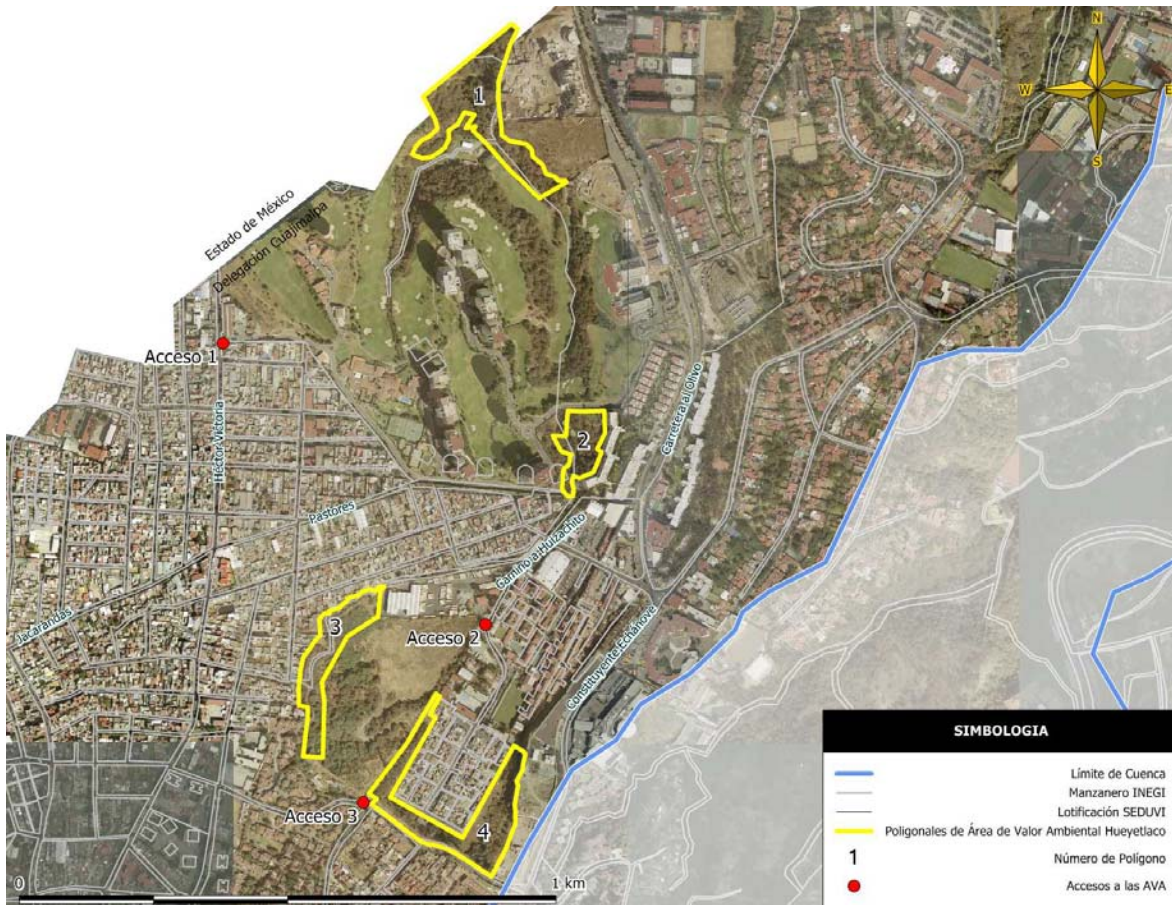 N
W
E
S
1
Estado de México
Delegación Cuajimalpa
Acceso 1
Héctor Victoria
Carretera al Olivo
2
Pastores
Camino a Huizachito
Jacarandas
3
Acceso 2
Constituyente Echánove
Acceso 3
4
0
1 km
SIMBOLOGIA
Límite de Cuenca
Manzanero INEGI
Lotificación SEDUVI
Poligonales de Área de Valor Ambiental Hueyetlaco
1
Número de Polígono
Accesos a las AVA